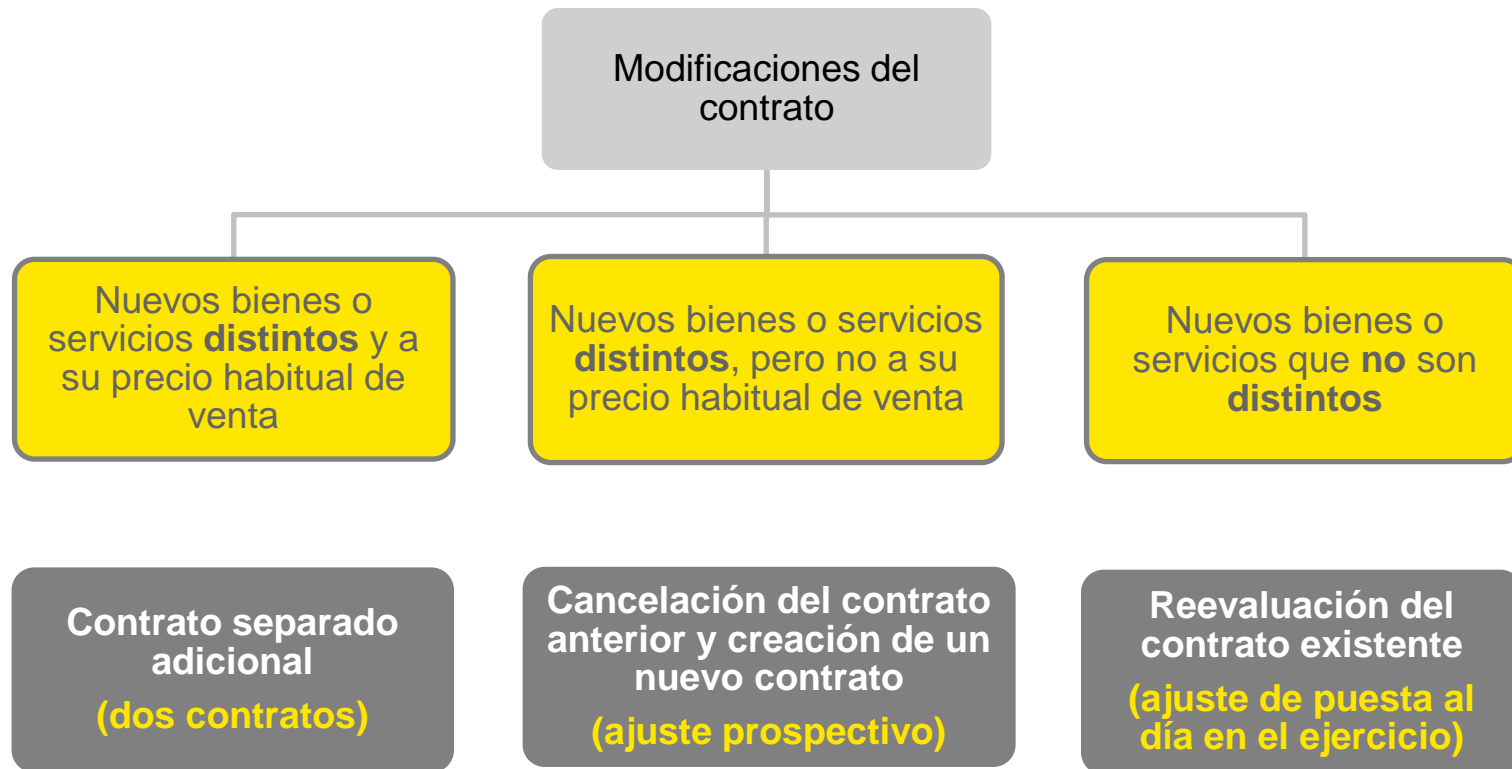 Modificaciones del
contrato
Nuevos bienes o
servicios distintos y a
su precio habitual de
venta
Nuevos bienes o servicios
distintos, pero no a su
precio habitual de venta
Nuevos bienes o
servicios que no son
distintos
Contrato separado
adicional
(dos contratos)
Cancelación del contrato
anterior y creación de un
nuevo contrato
(ajuste prospectivo)
Reevaluación del
contrato existente
(ajuste de puesta al
día en el ejercicio)